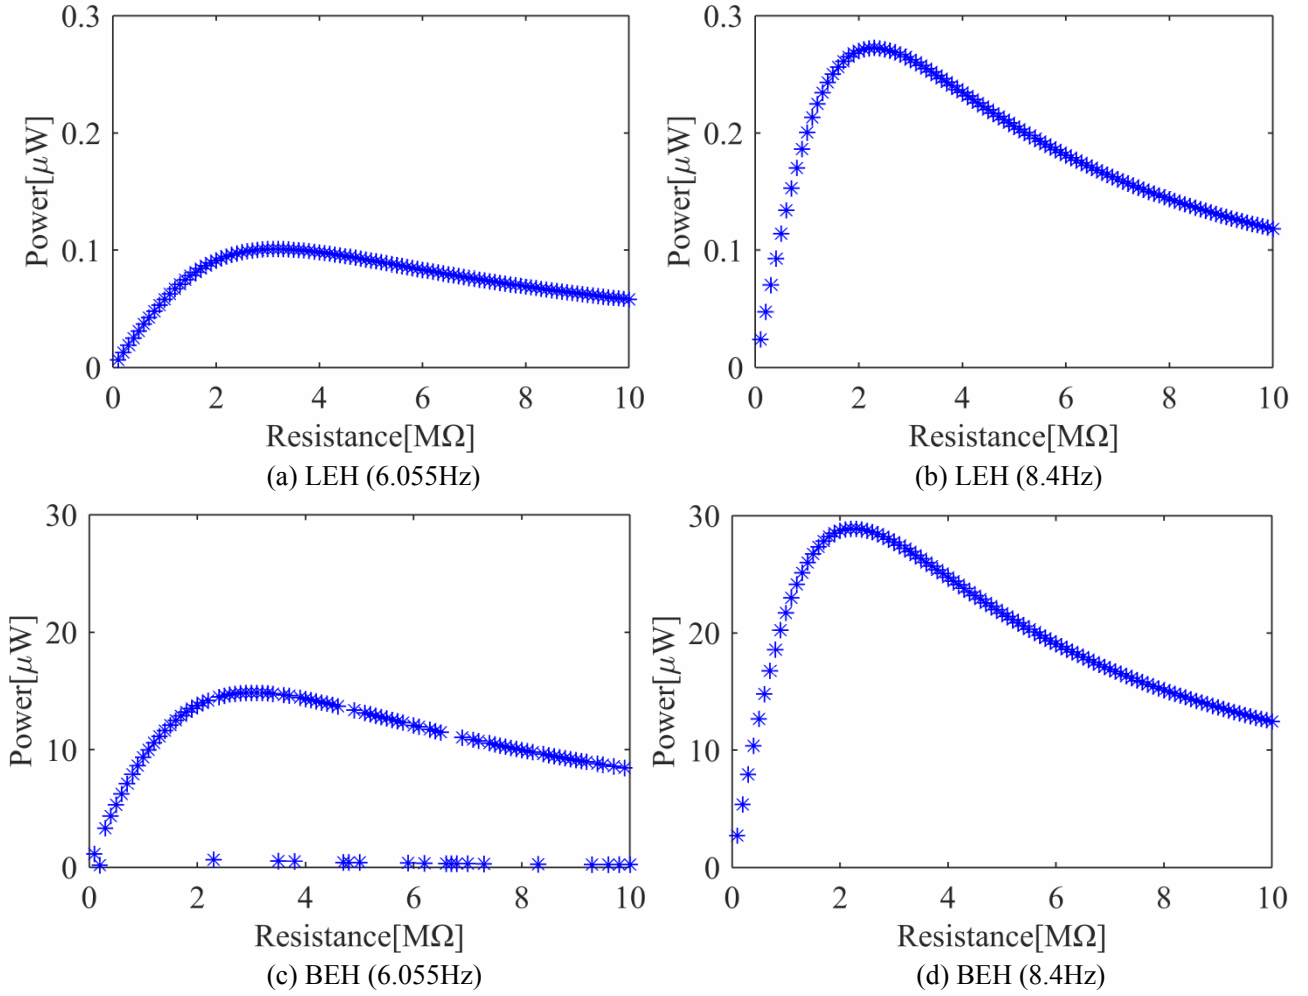 0.3
0.2
0.1
0
Power[μW]
0 2 4 6 8 10
Resistance[MΩ]
(a) LEH (6.055Hz)
0.3
0.2
0.1
0
Power[μW]
0 2 4 6 8 10
Resistance[MΩ]
(b) LEH (8.4Hz)
30
20
10
0
Power[μW]
0 2 4 6 8 10
Resistance[MΩ]
(c) BEH (6.055Hz)
30
20
10
0
Power[μW]
0 2 4 6 8 10
Resistance[MΩ]
(d) BEH (8.4Hz)